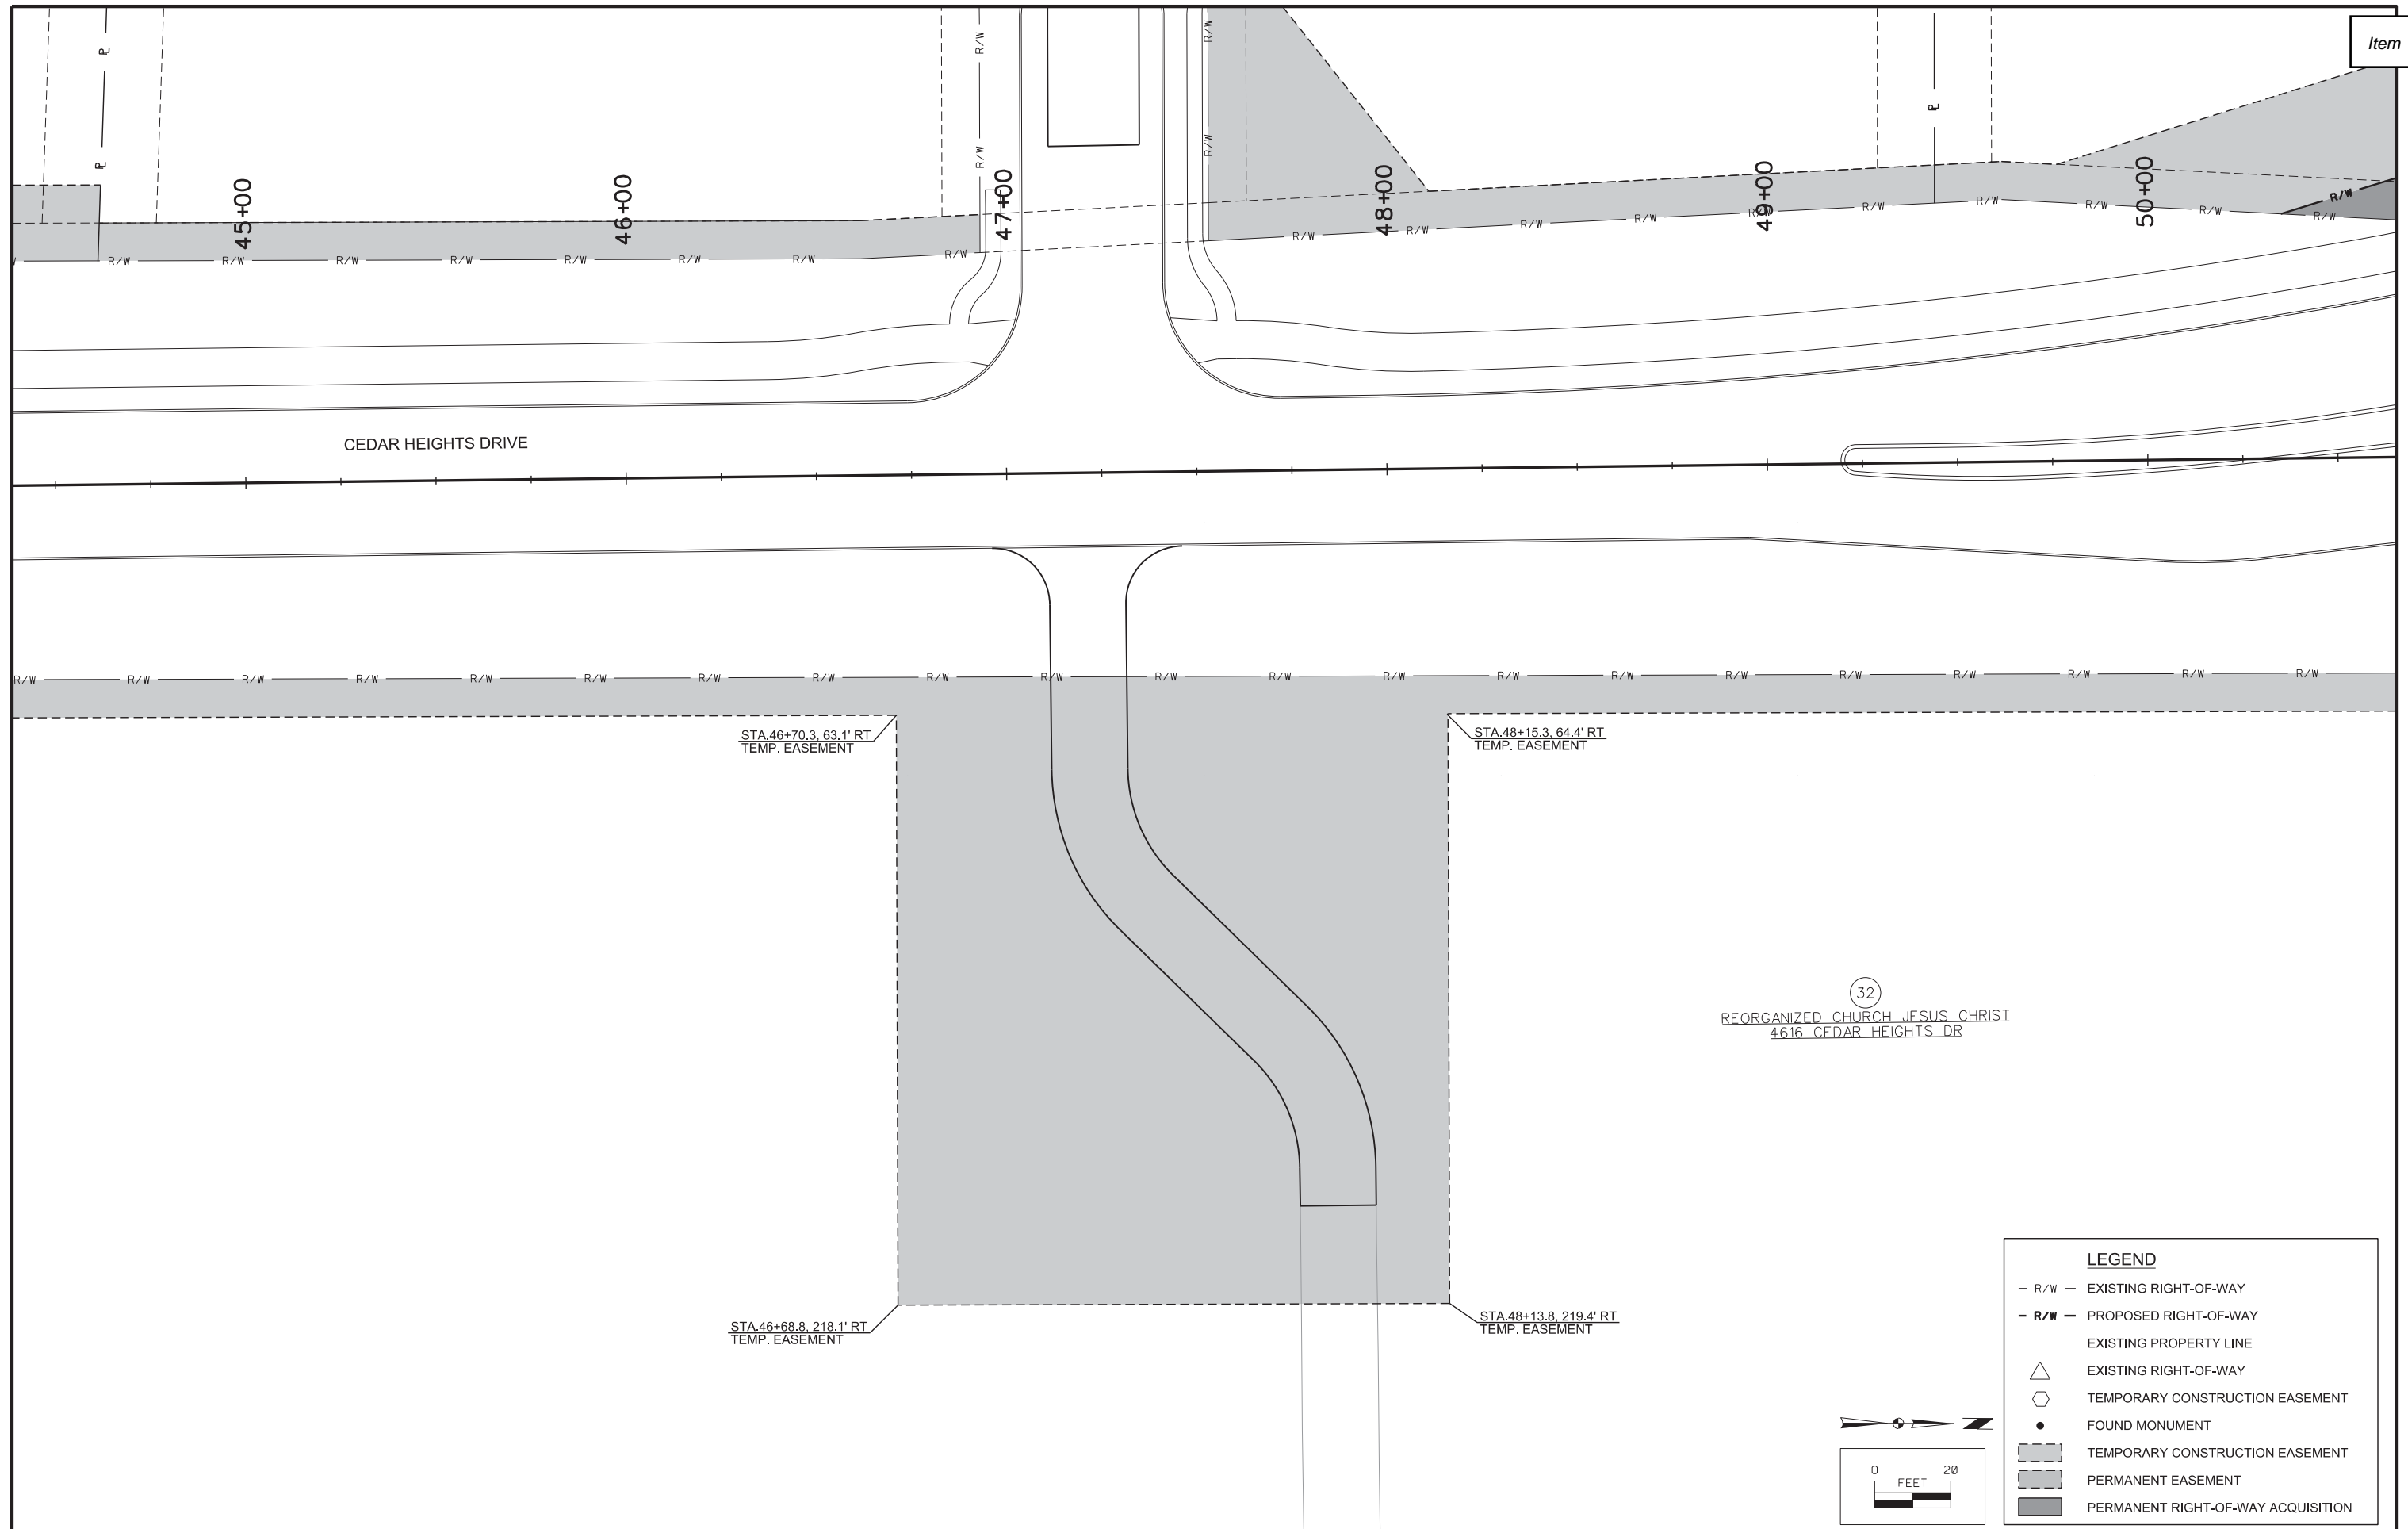 Item
45+00
46+00
47+00
48+00
49+00
50+00
P̵L
P̵L
P̵L
R/W R/W
R/W R/W
R/W R/W R/W R/W R/W R/W R/W R/W
R/W R/W R/W R/W R/W R/W R/W R/W R/W R/W
R/W
CEDAR HEIGHTS DRIVE
R/W R/W R/W R/W R/W R/W R/W R/W R/W R/W R/W R/W R/W R/W R/W R/W R/W R/W R/W R/W R/W
STA.46+70.3, 63.1' RT
TEMP. EASEMENT
STA.48+15.3, 64.4' RT
TEMP. EASEMENT
32
REORGANIZED CHURCH JESUS CHRIST
4616 CEDAR HEIGHTS DR
STA.46+68.8, 218.1' RT
TEMP. EASEMENT
STA.48+13.8, 219.4' RT
TEMP. EASEMENT
LEGEND
R/W EXISTING RIGHT-OF-WAY
R/W PROPOSED RIGHT-OF-WAY
EXISTING PROPERTY LINE
EXISTING RIGHT-OF-WAY
TEMPORARY CONSTRUCTION EASEMENT
FOUND MONUMENT
TEMPORARY CONSTRUCTION EASEMENT
PERMANENT EASEMENT
PERMANENT RIGHT-OF-WAY ACQUISITION
N
0 20
FEET